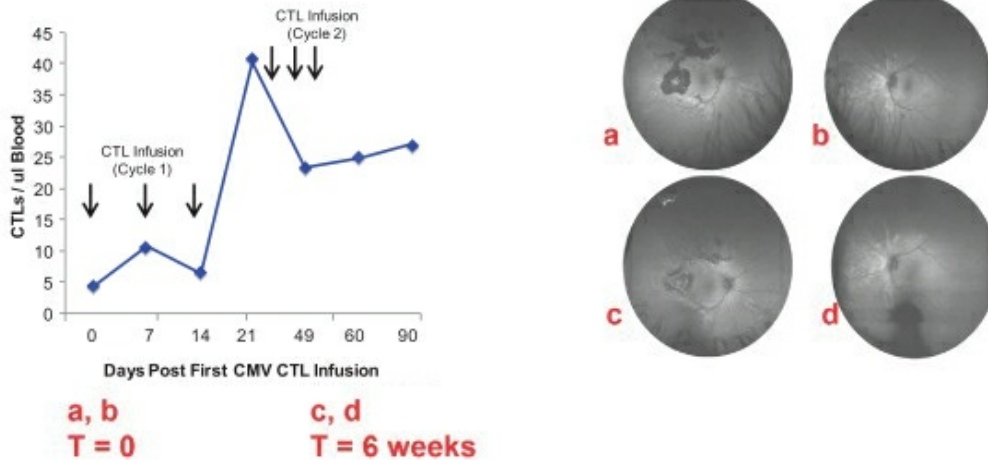 CTL Infusion
(Cycle 2)
45
40
35
30
25
20
15
10
5
0
CTLs / ul Blood
CTL Infusion
(Cycle 1)
0 7 14 21 49 60 90
Days Post First CMV CTL Infusion
a, b
T = 0
c, d
T = 6 weeks
a
b
c
d